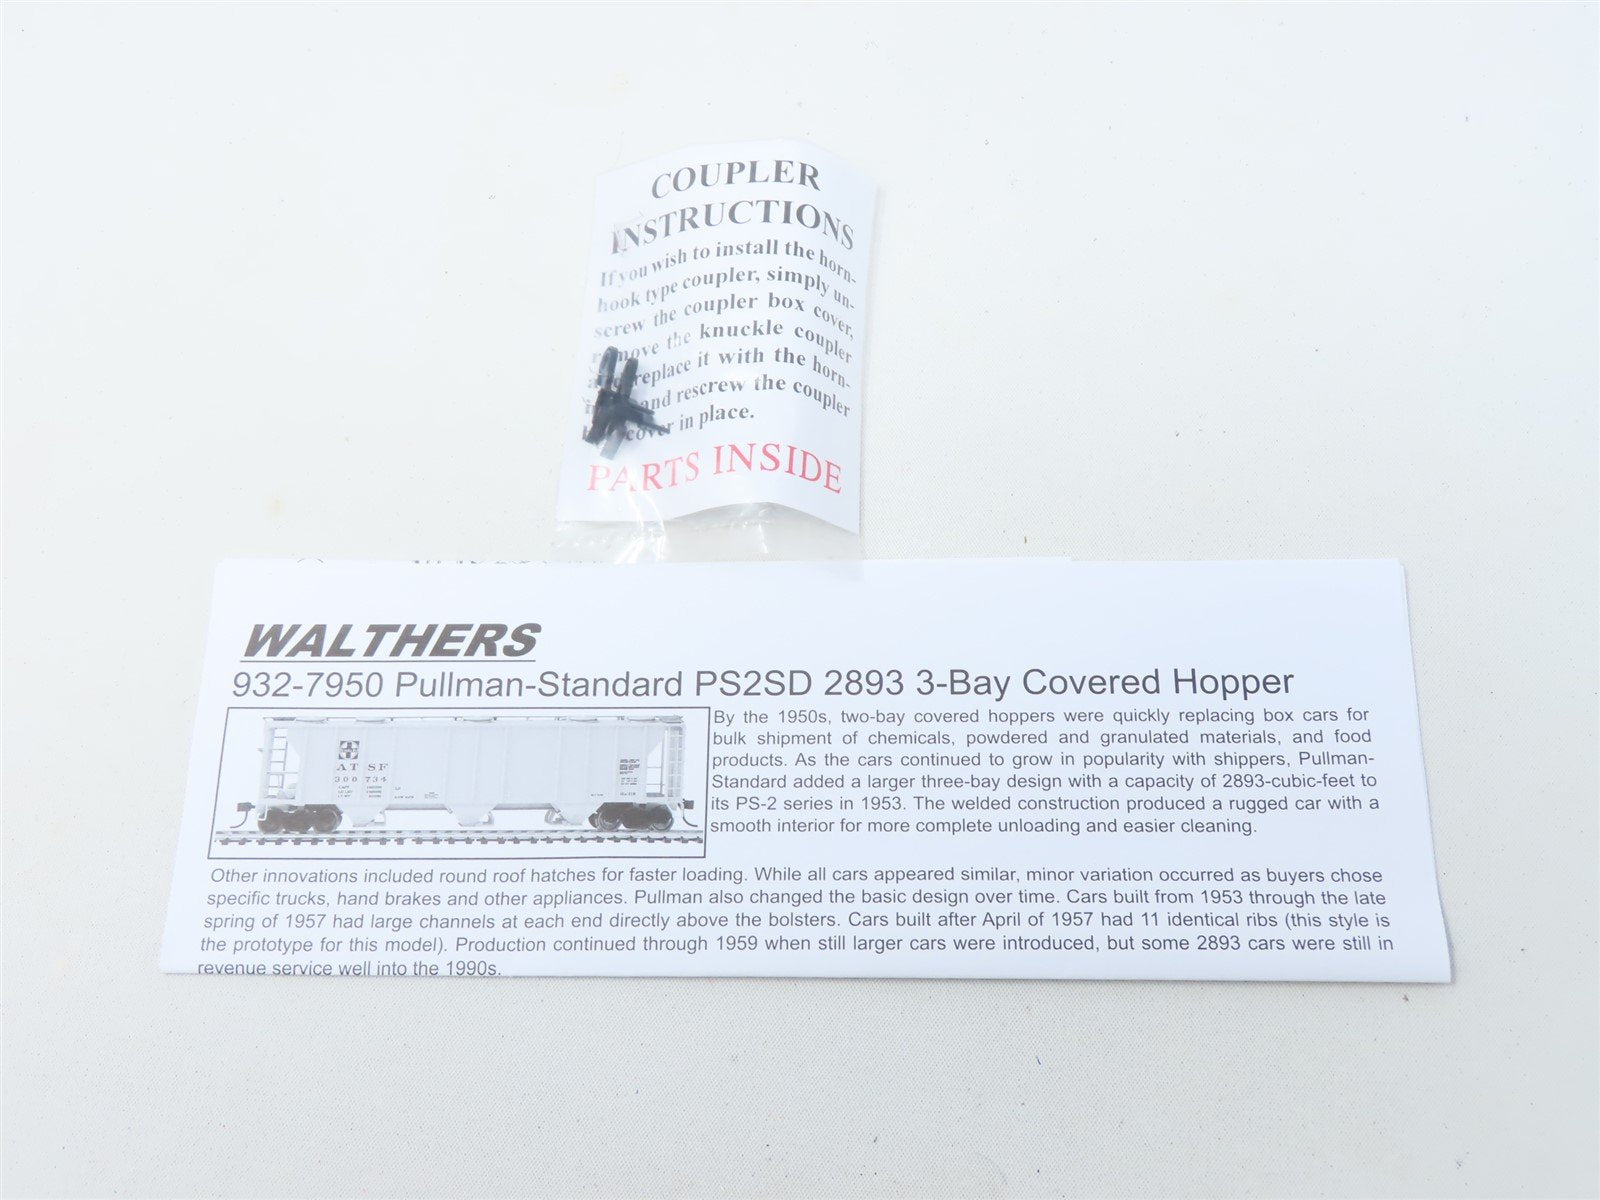 COUPLER
INSTRUCTIONS
If you wish to install the horn-
hook type coupler, simply un-
screw the coupler box cover,
remove the knuckle coupler
replace it with the horn-
and rescrew the coupler
cover in place.
PARTS INSIDE
WALTHERS
932-7950 Pullman-Standard PS2SD 2893 3-Bay Covered Hopper
By the 1950s, two-bay covered hoppers were quickly replacing box cars for
bulk shipment of chemicals, powdered and granulated materials, and food
products. As the cars continued to grow in popularity with shippers, Pullman-
Standard added a larger three-bay design with a capacity of 2893-cubic-feet to
its PS-2 series in 1953. The welded construction produced a rugged car with a
smooth interior for more complete unloading and easier cleaning.
AT SF
300734
Other innovations included round roof hatches for faster loading. While all cars appeared similar, minor variation occurred as buyers chose
specific trucks, hand brakes and other appliances. Pullman also changed the basic design over time. Cars built from 1953 through the late
spring of 1957 had large channels at each end directly above the bolsters. Cars built after April of 1957 had 11 identical ribs (this style is
the prototype for this model). Production continued through 1959 when still larger cars were introduced, but some 2893 cars were still in
revenue service well into the 1990s.